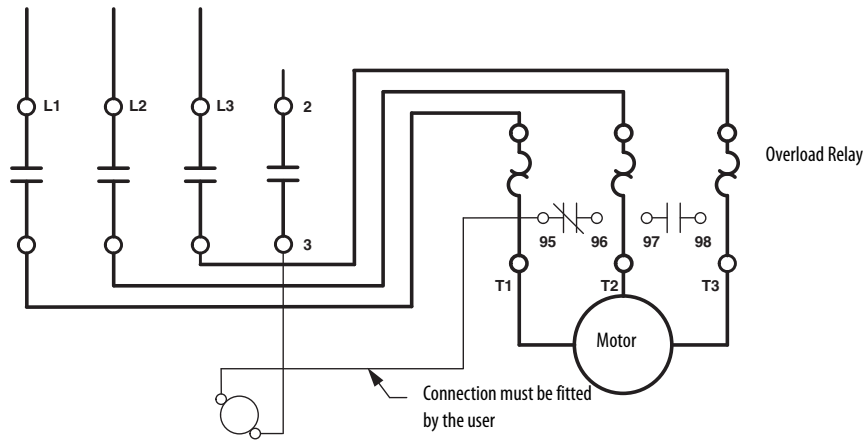 L1
L2
L3
2
Overload Relay
3
95
96
97
98
T1
T2
T3
Motor
Connection must be fitted
by the user